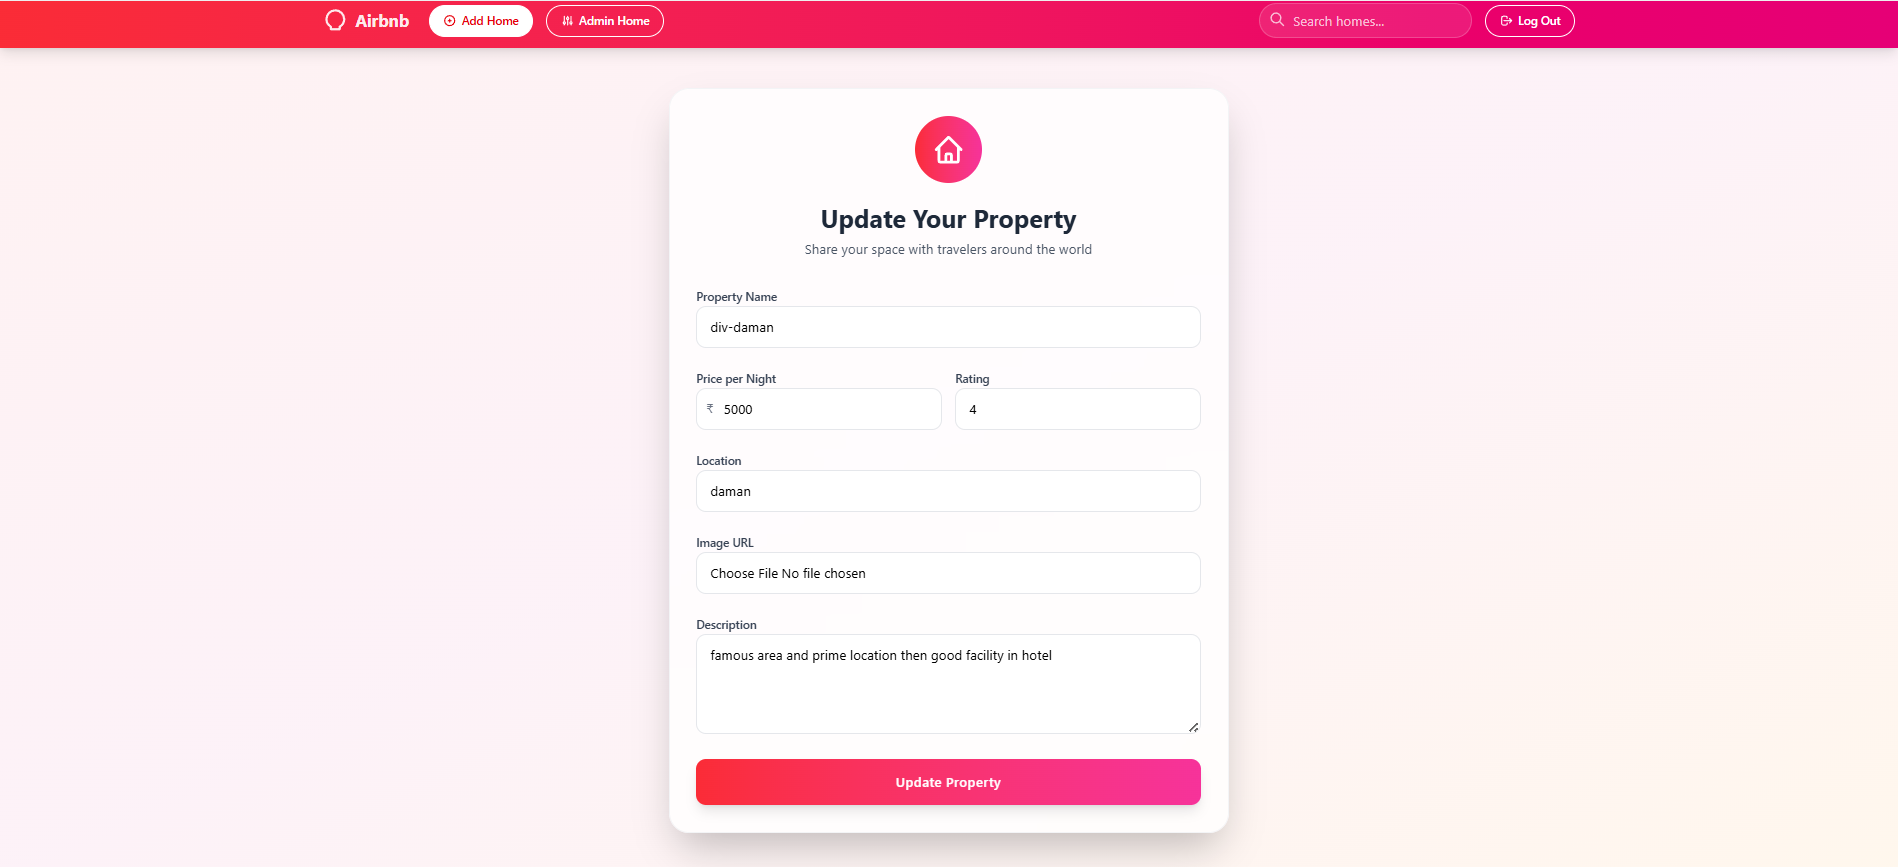 Airbnb
Add Home
Admin Home
Search homes...
Log Out
Update Your Property
Share your space with travelers around the world
Property Name
div-daman
Price per Night
Rating
₹ 5000
4
Location
daman
Image URL
Choose File No file chosen
Description
famous area and prime location then good facility in hotel
Update Property